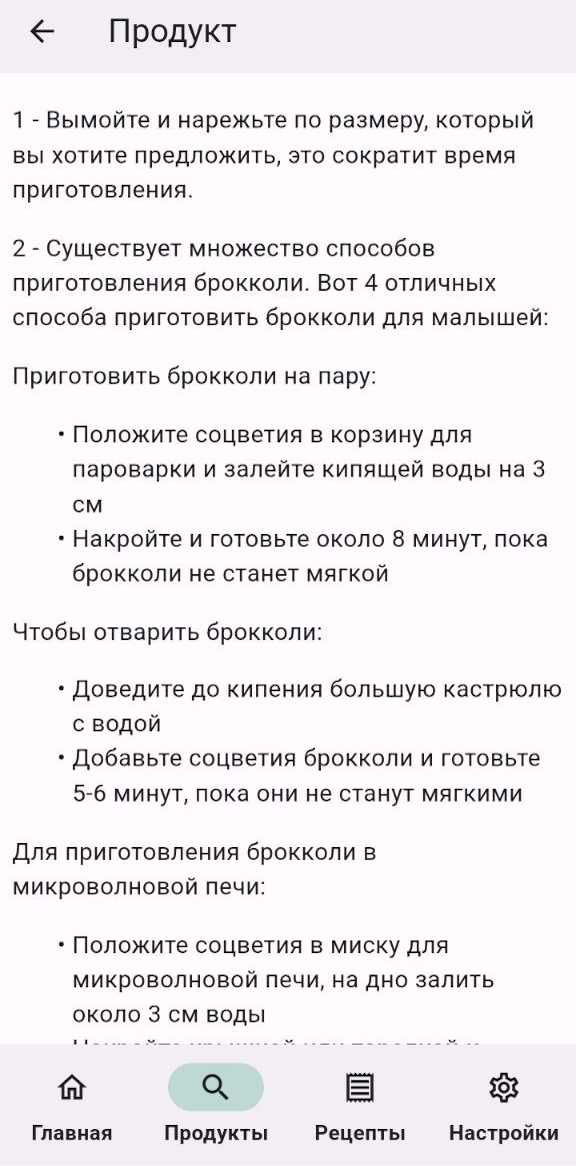 Продукт
1 - Вымойте и нарежьте по размеру, который
вы хотите предложить, это сократит время
приготовления.
2 - Существует множество способов
приготовления брокколи. Вот 4 отличных
способа приготовить брокколи для малышей:
Приготовить брокколи на пару:
• Положите соцветия в корзину для
пароварки и залейте кипящей воды на 3
см
• Накройте и готовьте около 8 минут, пока
брокколи не станет мягкой
Чтобы отварить брокколи:
• Доведите до кипения большую кастрюлю
с водой
• Добавьте соцветия брокколи и готовьте
5-6 минут, пока они не станут мягкими
Для приготовления брокколи в
микроволновой печи:
• Положите соцветия в миску для
микроволновой печи, на дно залить
около 3 см воды
Главная Продукты Рецепты Настройки